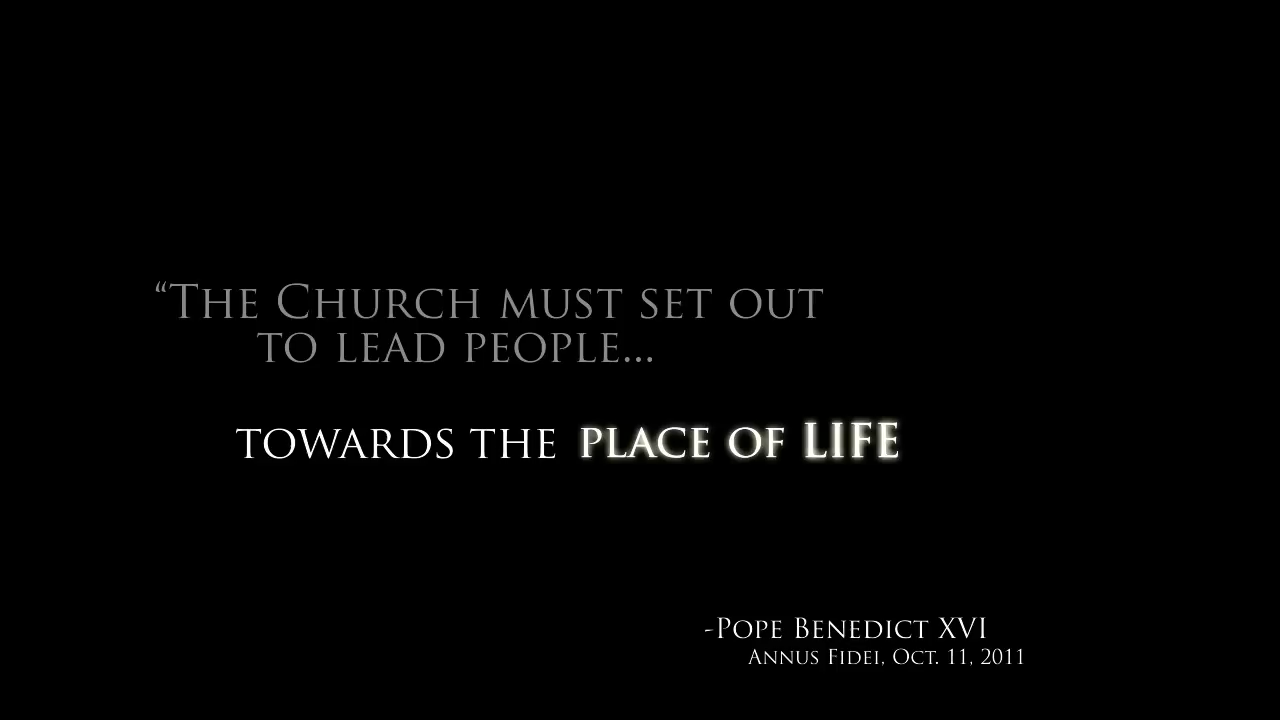 “The Church must set out
to lead people...
towards the place of LIFE
-Pope Benedict XVI
Annus Fidei, Oct. 11, 2011